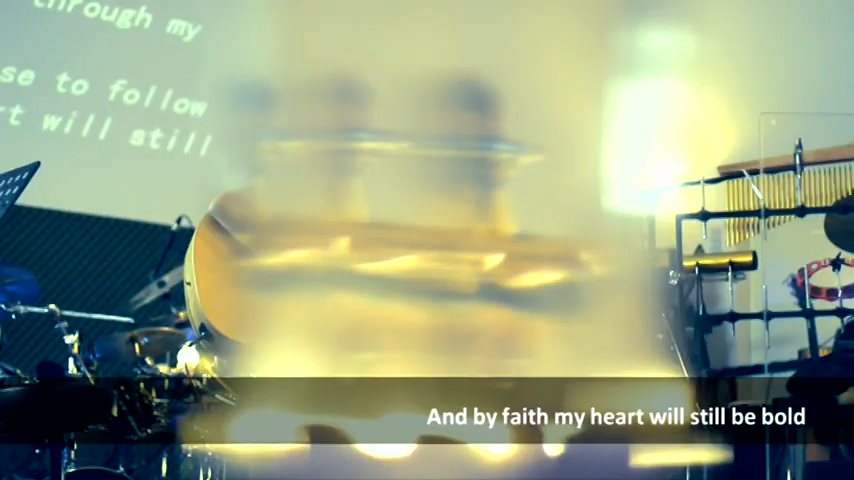 through my
se to follow
rt will still
And by faith my heart will still be bold